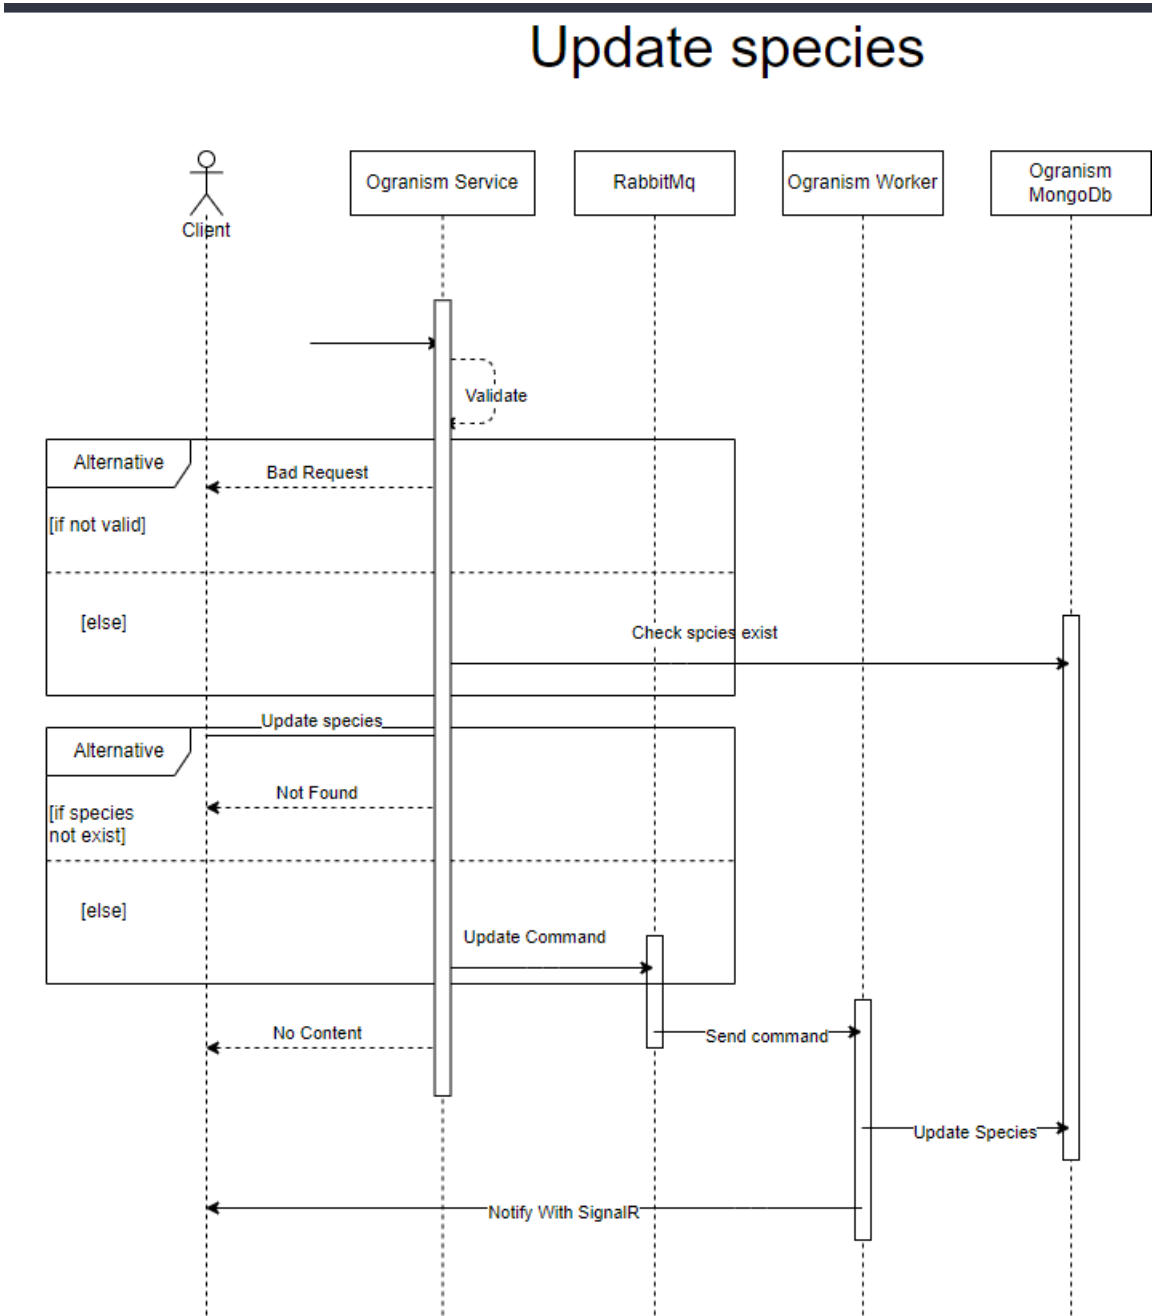 Update species
Client
Ogranism Service
RabbitMq
Ogranism Worker
Ogranism
MongoDb
Validate
Alternative
Bad Request
[if not valid]
[else]
Check spcies exist
Update species
Alternative
Not Found
[if species
not exist]
[else]
Update Command
No Content
Send command
Update Species
Notify With SignalR